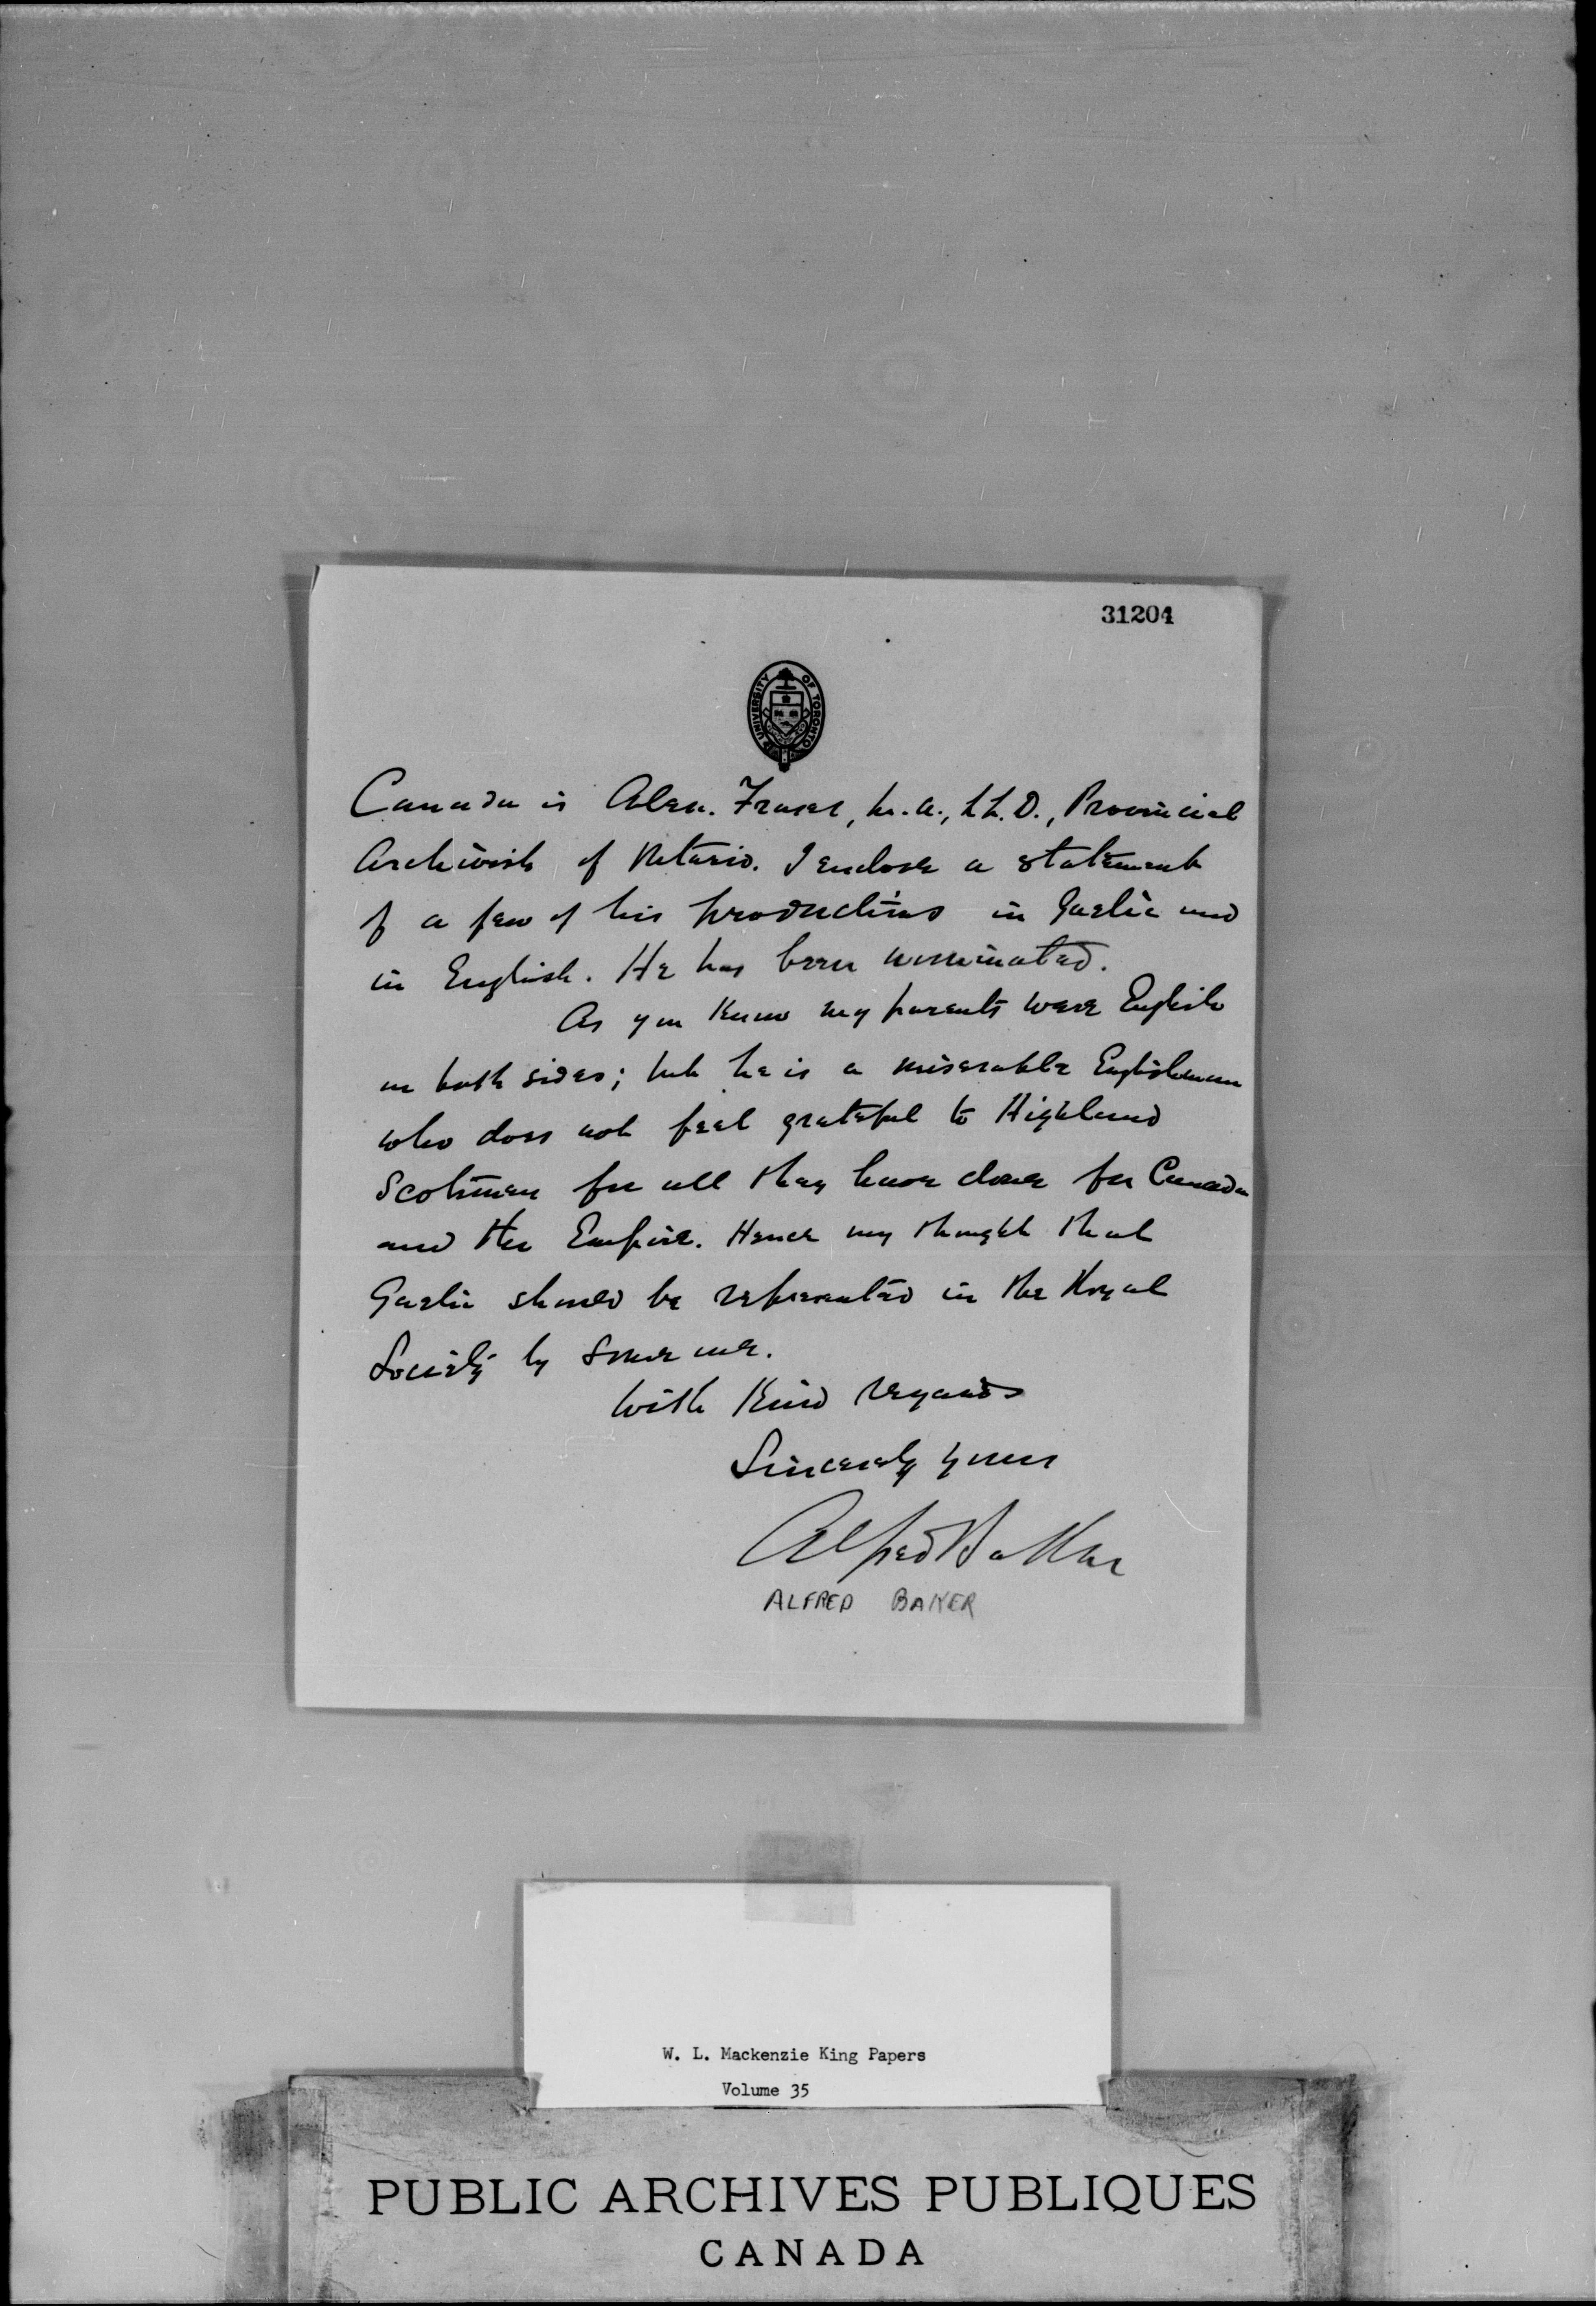 31204
UNIVERSITY OF TORONTO
Canada is Alex. Fraser, M.A., LL.D., Provincial
Archivist of Ontario. I enclose a statement
of a few of his productions in Gaelic and
in English. He has been nominated.
As you know my parents were English
on both sides; but he is a miserable Englishman
who does not feel grateful to Highland
Scotsmen for all they have done for Canada
and the Empire. Hence my thought that
Gaelic should be represented in the Royal
Society by some one.
With kind regards
Sincerely yours
Alfred Baker
ALFRED BAKER
W. L. Mackenzie King Papers
Volume 35
PUBLIC ARCHIVES PUBLIQUES
CANADA